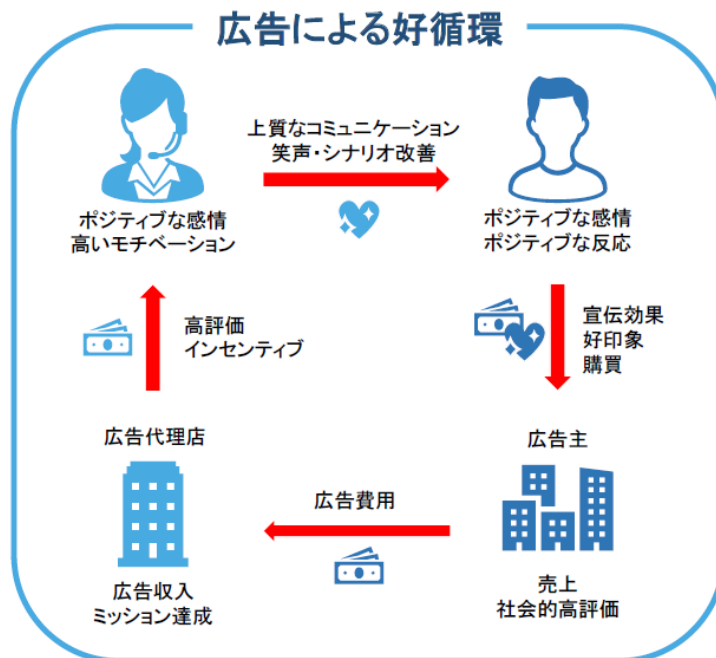 広告による好循環
上質なコミュニケーション
笑声・シナリオ改善
ポジティブな感情
高いモチベーション
ポジティブな感情
ポジティブな反応
高評価
インセンティブ
宣伝効果
好印象
購買
広告代理店
広告主
広告費用
広告収入
ミッション達成
売上
社会的高評価